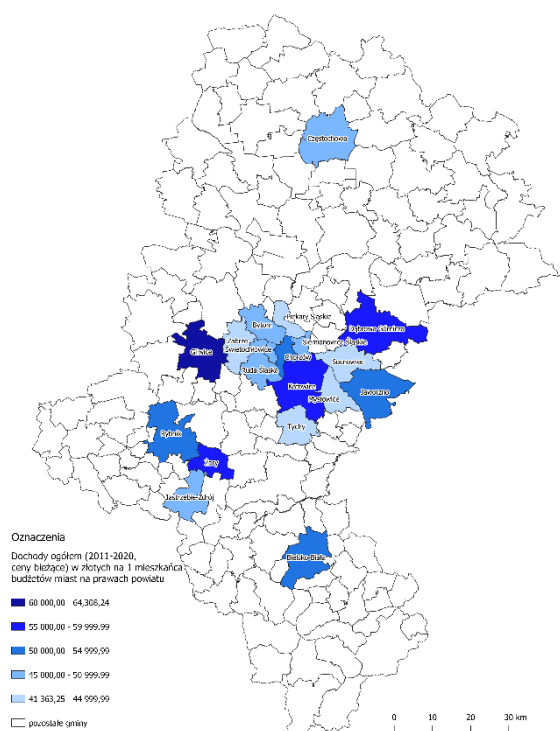 Częstochowa
Piekary Śląskie
Bytom
Dąbrowa Górnicza
Siemianowice Śląskie
Zabrze
Chorzów
Świętochłowice
Gliwice
Sosnowiec
Ruda Śląska
Katowice
Jaworzno
Mysłowice
Tychy
Rybnik
Żory
Jastrzębie-Zdrój
Bielsko-Biała
Oznaczenia
Dochody ogółem (2011-2020,
ceny bieżące) w złotych na 1 mieszkańca
budżetów miast na prawach powiatu
60 000,00 64,308,24
55 000,00 - 59 999,99
50 000,00 54 999,99
45 000,00 - 50 999,99
41 363,25 44 999,99
pozostałe gminy
0 10 20 30 km